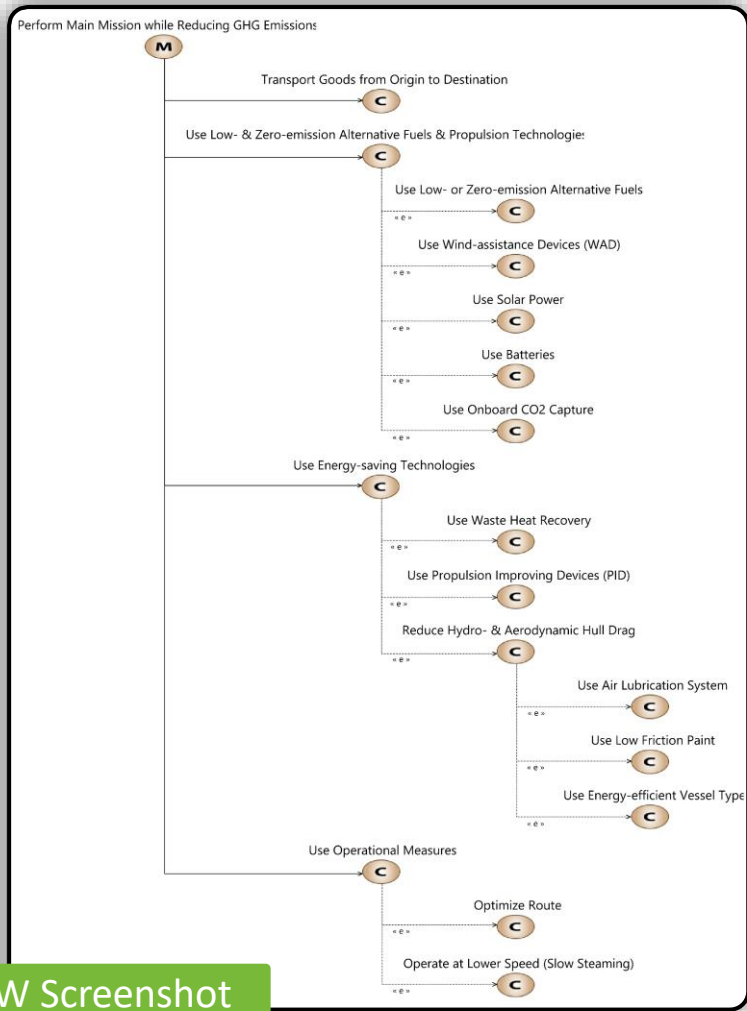 Perform Main Mission while Reducing GHG Emissions
M
Transport Goods from Origin to Destination
C
Use Low- & Zero-emission Alternative Fuels & Propulsion Technologies
C
Use Low- or Zero-emission Alternative Fuels
C
« e »
Use Wind-assistance Devices (WAD)
C
« e »
Use Solar Power
C
« e »
Use Batteries
C
« e »
Use Onboard CO2 Capture
C
« e »
Use Energy-saving Technologies
C
Use Waste Heat Recovery
C
« e »
Use Propulsion Improving Devices (PID)
C
« e »
Reduce Hydro- & Aerodynamic Hull Drag
C
« e »
Use Air Lubrication System
C
« e »
Use Low Friction Paint
C
« e »
Use Energy-efficient Vessel Type
C
« e »
Use Operational Measures
C
Optimize Route
C
« e »
Operate at Lower Speed (Slow Steaming)
C
« e »
W Screenshot